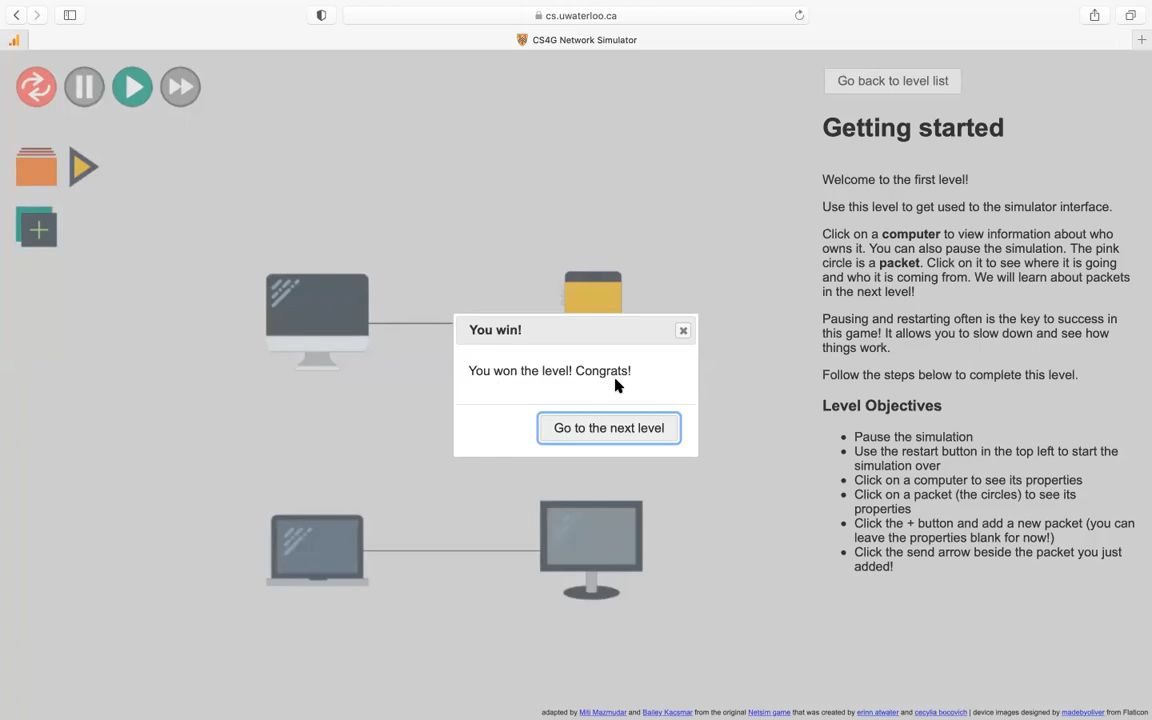 cs.uwaterloo.ca
CS4G Network Simulator
Go back to level list
Getting started
Welcome to the first level!
Use this level to get used to the simulator interface.
Click on a computer to view information about who
owns it. You can also pause the simulation. The pink
circle is a packet. Click on it to see where it is going
and who it is coming from. We will learn about packets
in the next level!
Pausing and restarting often is the key to success in
this game! It allows you to slow down and see how
things work.
Follow the steps below to complete this level.
Level Objectives
• Pause the simulation
• Use the restart button in the top left to start the
simulation over
• Click on a computer to see its properties
• Click on a packet (the circles) to see its
properties
• Click the + button and add a new packet (you can
leave the properties blank for now!)
• Click the send arrow beside the packet you just
added!
You win!
You won the level! Congrats!
Go to the next level
adapted by Miti Mazmudar and Bailey Kacsmar from the original Netsim game that was created by erinn atwater and cecylia bocovich | device images designed by madebyoliver from Flaticon